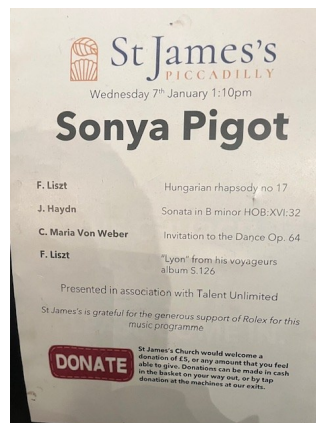 St James's
PICCADILLY
Wednesday 7th January 1:10pm
Sonya Pigot
F. Liszt Hungarian rhapsody no 17
J. Haydn Sonata in B minor HOB:XVI:32
C. Maria Von Weber Invitation to the Dance Op. 64
F. Liszt "Lyon" from his voyageurs
album S.126
Presented in association with Talent Unlimited
St James's is grateful for the generous support of Rolex for this
music programme
DONATE
St James's Church would welcome a
donation of £5, or any amount that you feel
able to give. Donations can be made in cash
in the basket on your way out, or by tap
donation at the machines at our exits.